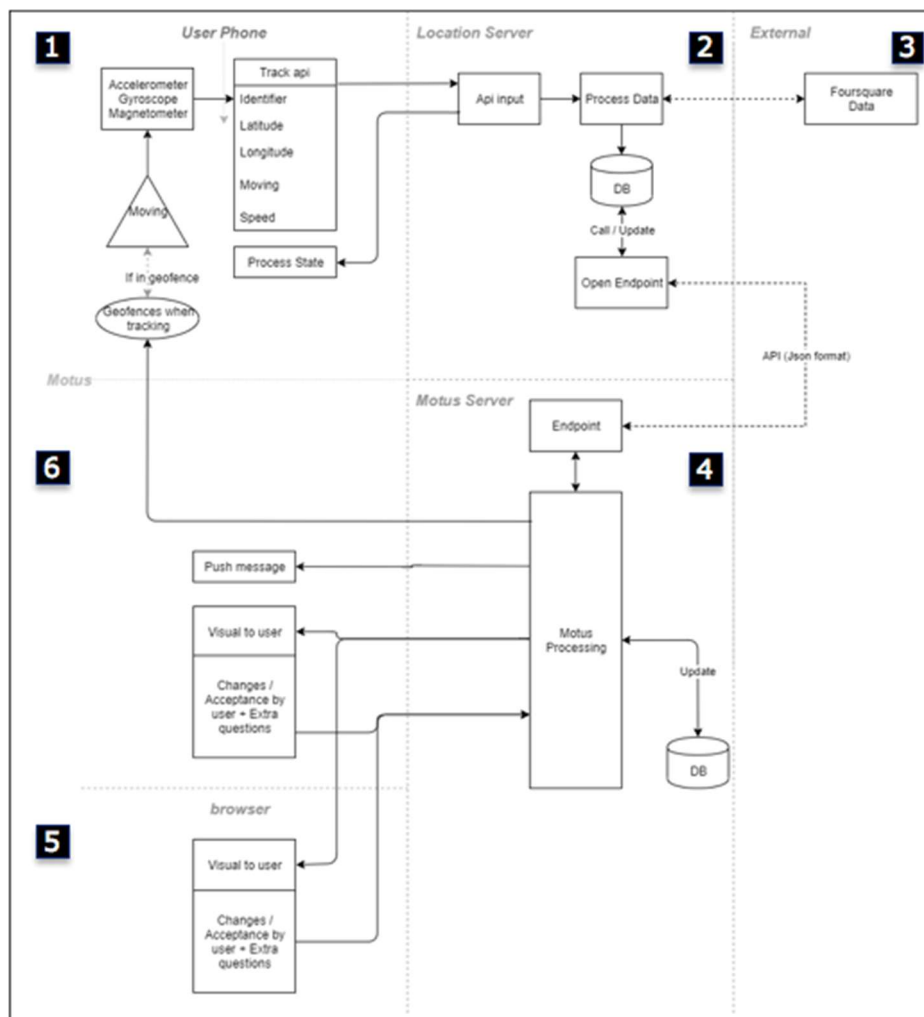 1
User Phone
Location Server
2
External
3
Accelerometer
Gyroscope
Magnetometer
Track api
Identifier
Latitude
Longitude
Moving
Speed
Api input
Process Data
Foursquare
Data
DB
Moving
Call / Update
Process State
Open Endpoint
If in geofence
Geofences when
tracking
API (Json format)
Motus
Motus Server
Endpoint
6
4
Push message
Visual to user
Changes /
Acceptance by
user + Extra
questions
Motus
Processing
Update
DB
browser
5
Visual to user
Changes /
Acceptance by
user + Extra
questions